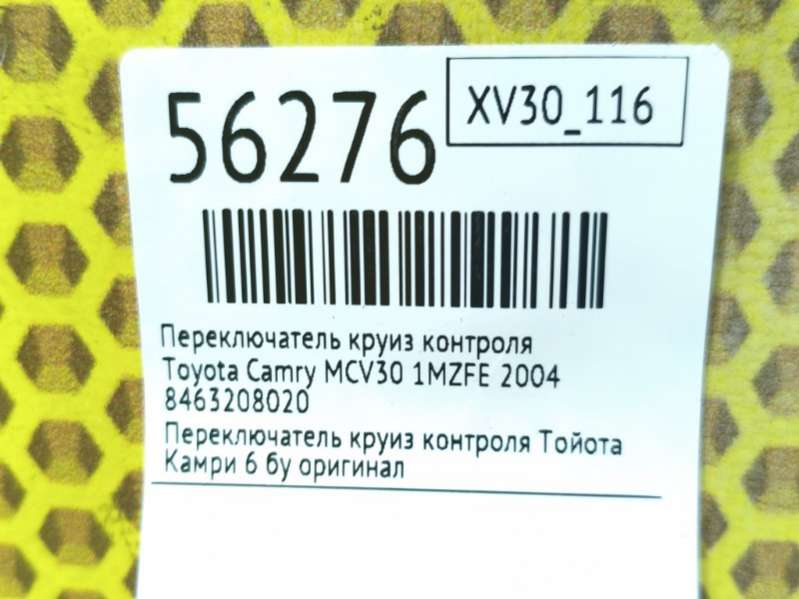 56276
XV30_116
Переключатель круиз контроля
Toyota Camry MCV30 1MZFE 2004
8463208020
Переключатель круиз контроля Тойота
Камри 6 бу оригинал